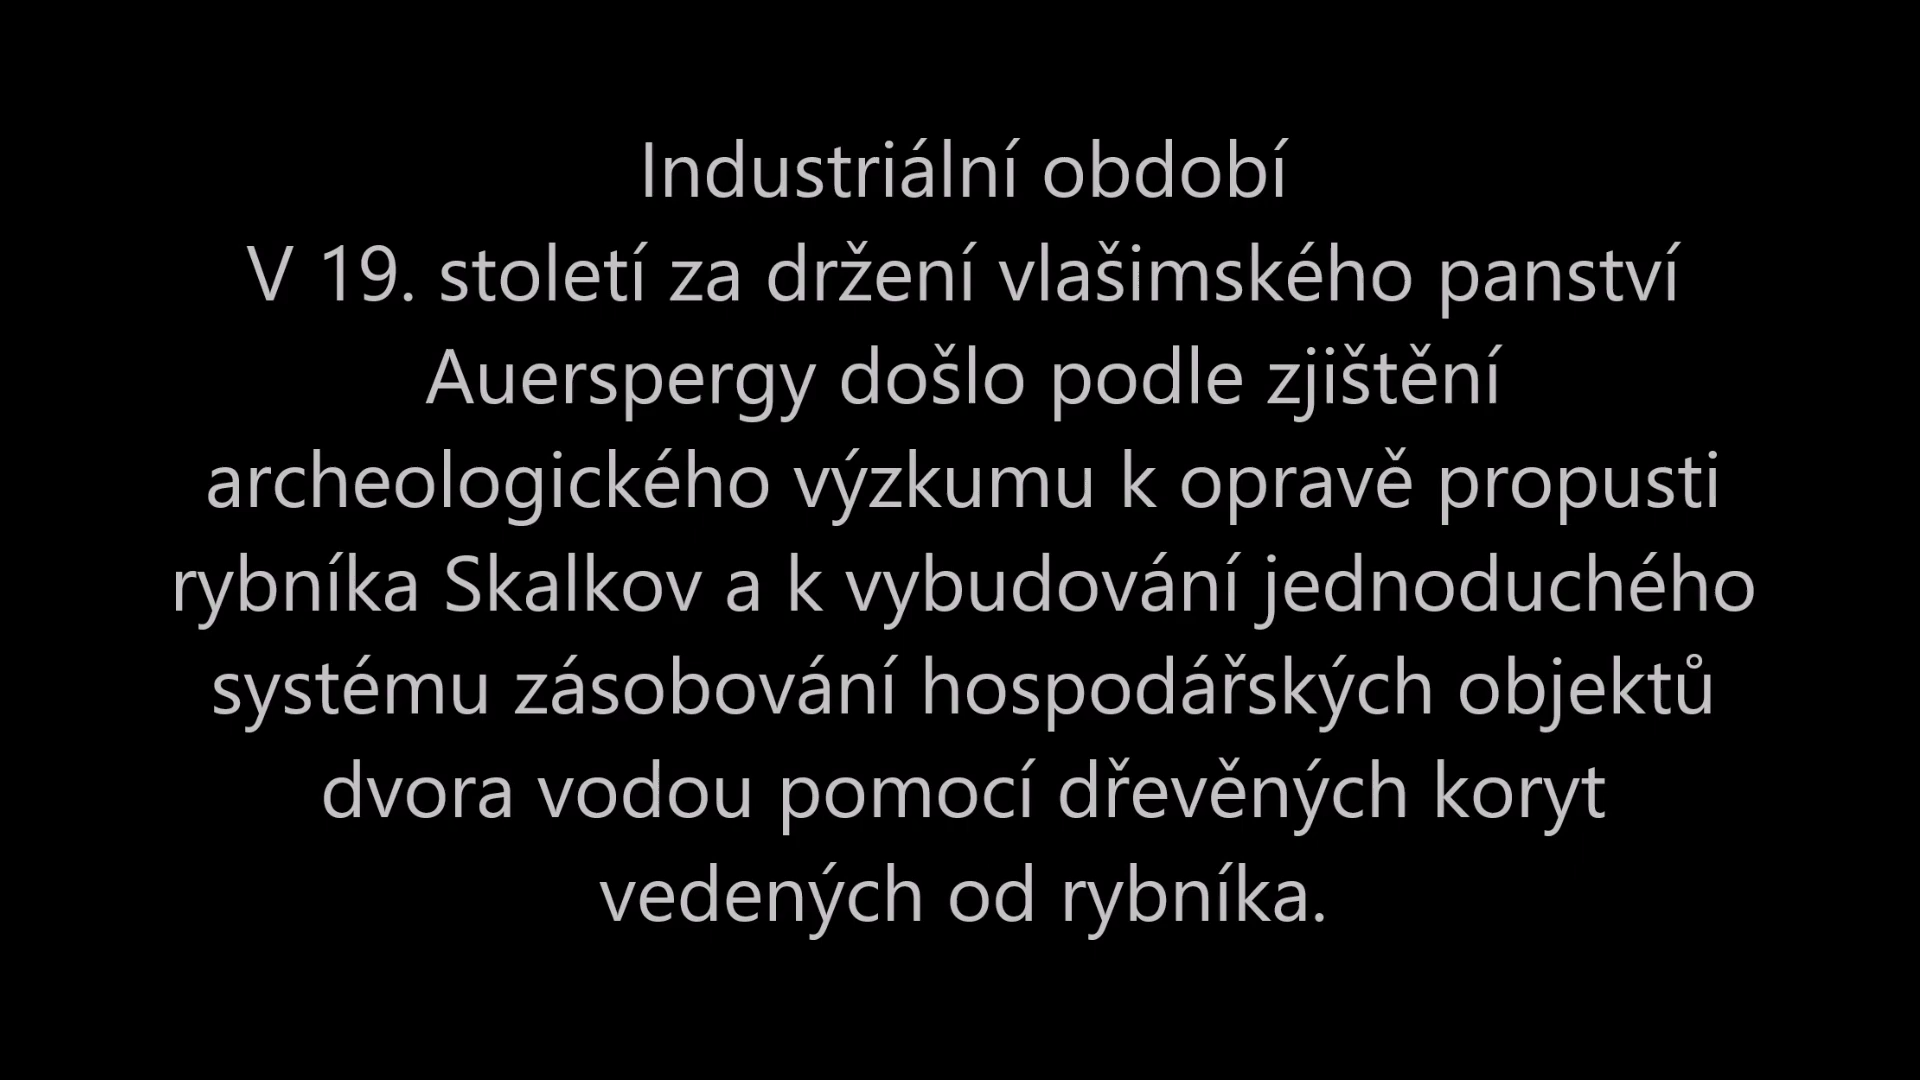 Industriální období
V 19. století za držení vlašimského panství
Auerspergy došlo podle zjištění
archeologického výzkumu k opravě propusti
rybníka Skalkov a k vybudování jednoduchého
systému zásobování hospodářských objektů
dvora vodou pomocí dřevěných koryt
vedených od rybníka.